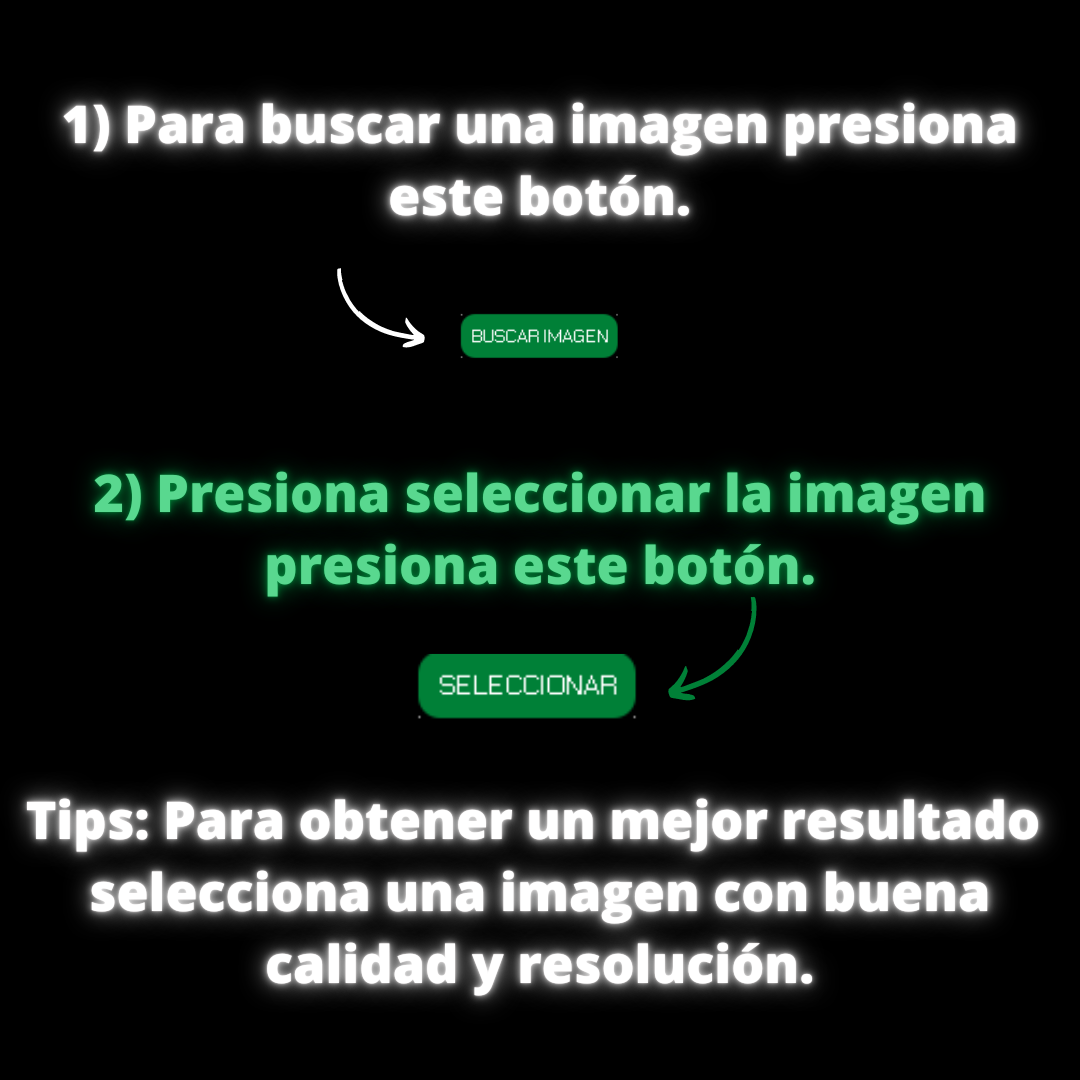 1) Para buscar una imagen presiona
este botón.
BUSCAR IMAGEN
2) Presiona seleccionar la imagen
presiona este botón.
SELECCIONAR
Tips: Para obtener un mejor resultado
selecciona una imagen con buena
calidad y resolución.